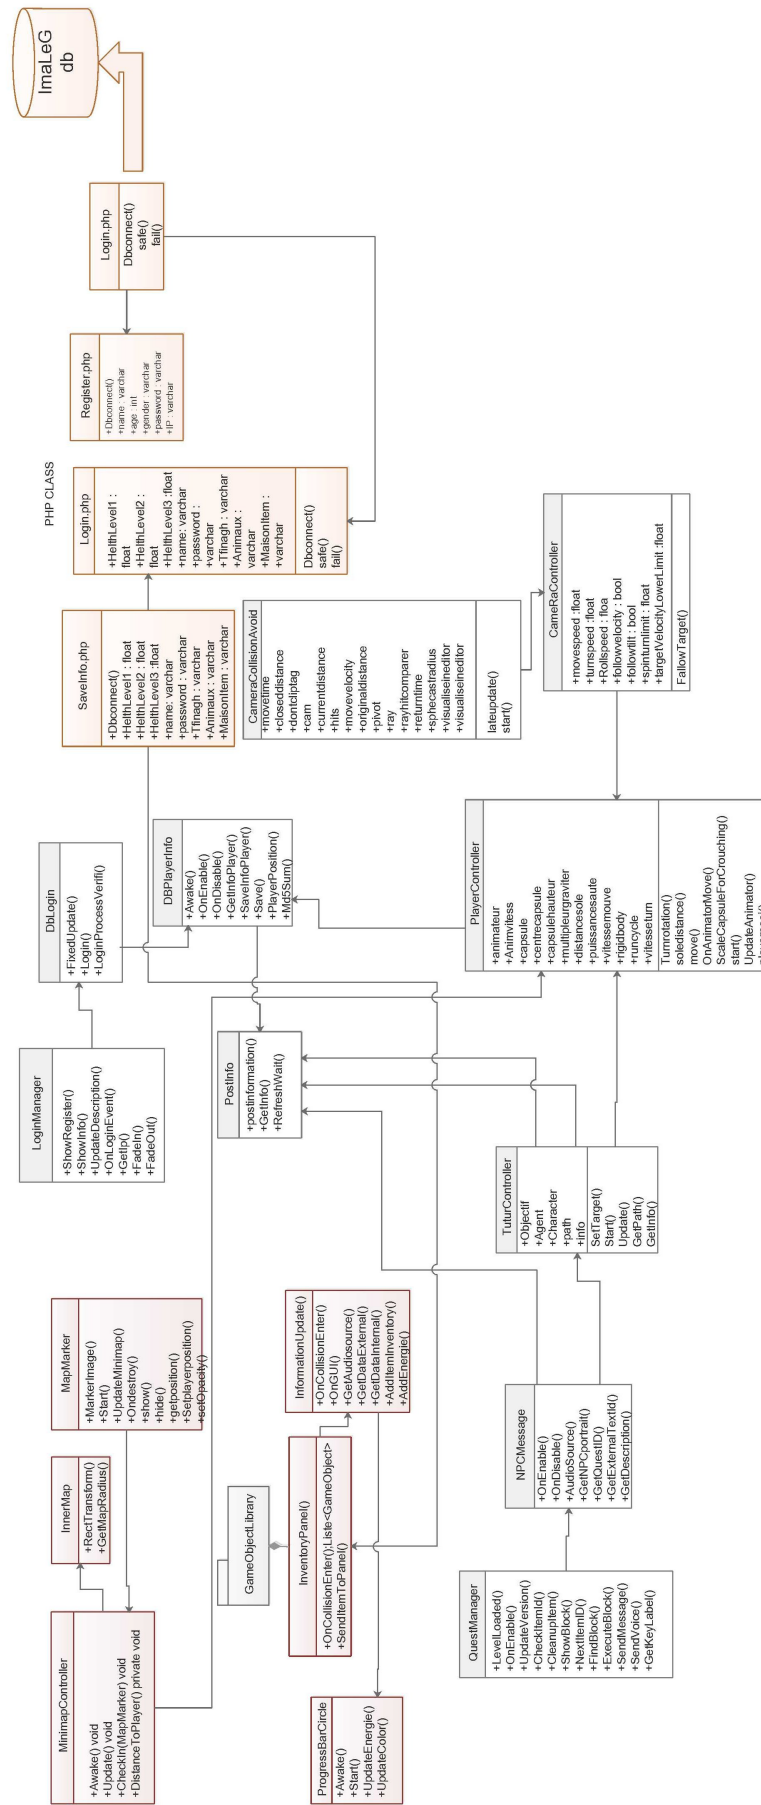 ImaLeG
db
Login.php
Dbconnect()
safe()
fail()
Register.php
+Dbconnect()
+name : varchar
+age : int
+gender : varchar
+password : varchar
+IP : varchar
PHP CLASS
Login.php
+HelthLevel1 :
float
+HelthLevel2 :
float
+HelthLevel3 :float
+name: varchar
+password :
varchar
+Tfinagh : varchar
+Animaux :
varchar
+MaisonItem :
varchar
Dbconnect()
safe()
fail()
SaveInfo.php
+Dbconnect()
+HelthLevel1 : float
+HelthLevel2 : float
+HelthLevel3 :float
+name: varchar
+password : varchar
+Tfinagh : varchar
+Animaux : varchar
+MaisonItem : varchar
CameraCollisionAvoid
+movetime
+closeddistance
+dontcliptag
+cam
+currentdistance
+hits
+movevelocity
+originaldistance
+pivot
+ray
+rayhitcomparer
+returntime
+sphecastradius
+visualiseineditor
+visualiseineditor
lateupdate()
start()
CameRaController
+movespeed :float
+turnspeed :float
+Rollspeed : floa
+followvelocity : bool
+followtilt : bool
+spinturnlimit : float
+targetVelocityLowerLimit :float
FallowTarget()
DbLogin
+FixedUpdate()
+LogIn()
+LoginProcessVerifi()
DBPlayerInfo
+Awake()
+OnEnable()
+OnDisable()
+GetInfoPlayer()
+SaveInfoPlayer()
+Save()
+PlayerPosition()
+Md5Sum()
PlayerController
+animateur
+Animvitess
+capsule
+centrecapsule
+capsulehauteur
+multipleurgraviter
+distancesole
+puissancesaute
+vitessemouve
+rigidbody
+runcycle
+vitesseturn
Turnrotation()
soledistance()
move()
OnAnimatorMove()
ScaleCapsuleForCrouching()
start()
UpdateAnimator()
LoginManager
+ShowRegister()
+ShowInfo()
+UpdateDescription()
+OnLoginEvent()
+GetIp()
+FadeIn()
+FadeOut()
PostInfo
+postinformation()
+GetInfo()
+RefreshWait()
TuturController
+Objectif
+Agent
+Character
+path
+info
SetTarget()
Start()
Update()
GetPath()
GetInfo()
MapMarker
+MarkerImage()
+Start()
+UpdateMinimap()
+Ondestroy()
+show()
+hide()
+getposition()
+Setplayerposition()
+setOpacity()
InformationUpdate()
+OnCollisionEnter()
+OnGUI()
+GetAudiosource()
+GetDataExternal()
+GetDataInternal()
+AddItemInventory()
+AddEnergie()
InnerMap
+RectTransform()
+GetMapRadius()
GameObjectLibrary
InventoryPanel()
+OnCollisionEnter();Liste<GameObject>
+SendItemToPanel()
NPCMessage
+OnEnable()
+OnDisable()
+AudioSource()
+GetNPCportrait()
+GetQuestID()
+GetExternalTextId()
+GetDescription()
MinimapController
+Awake() void
+Update() void
+CheckIn(MapMarker) void
+DistanceToPlayer() private void
ProgressBarCircle
+Awake()
+Start()
+UpdateEnergie()
+UpdateColor()
QuestManager
+LevelLoaded()
+OnEnable()
+UpdateVersion()
+CheckItemId()
+CleanupItem()
+ShowBlock()
+NextItemID()
+FindBlock()
+ExecuteBlock()
+SendMessage()
+SendVoice()
+GetKeyLabel()